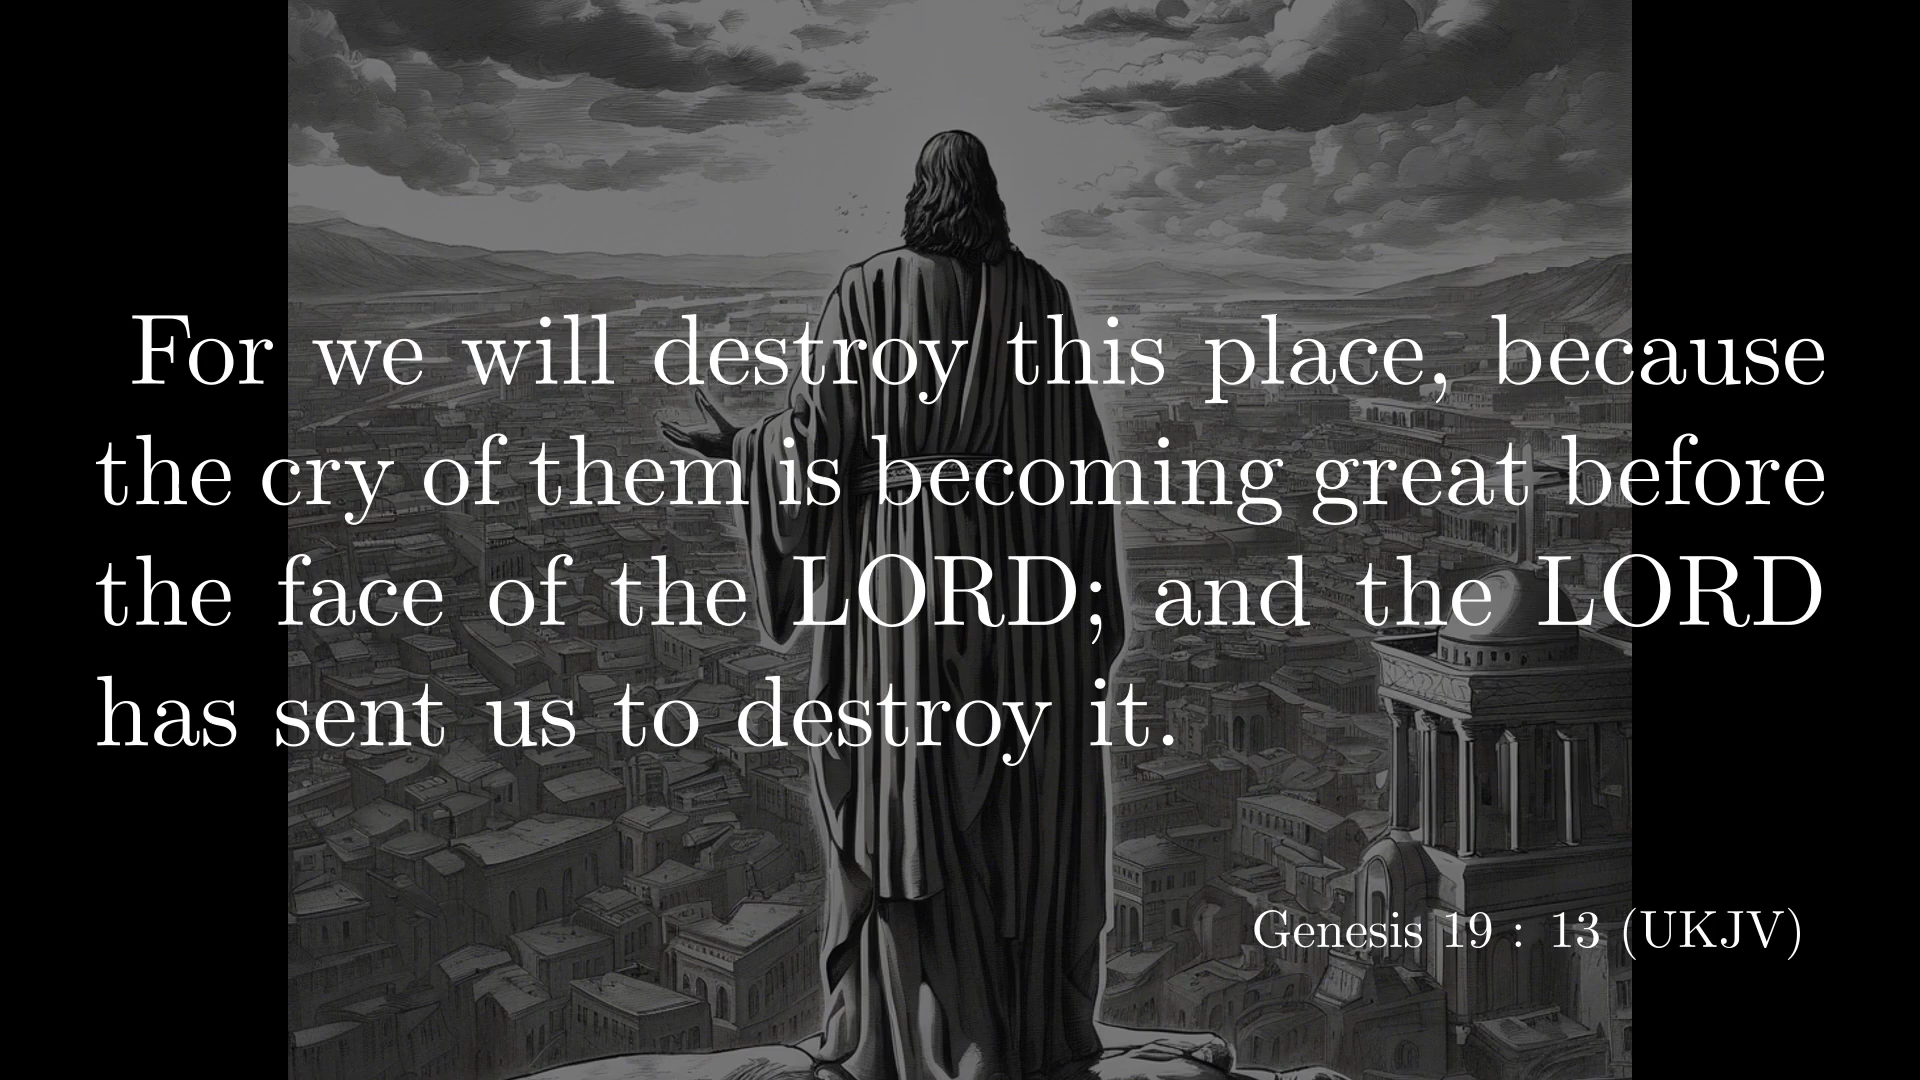 For we will destroy this place, because
the cry of them is becoming great before
the face of the LORD; and the LORD
has sent us to destroy it.
Genesis 19 : 13 (UKJV)